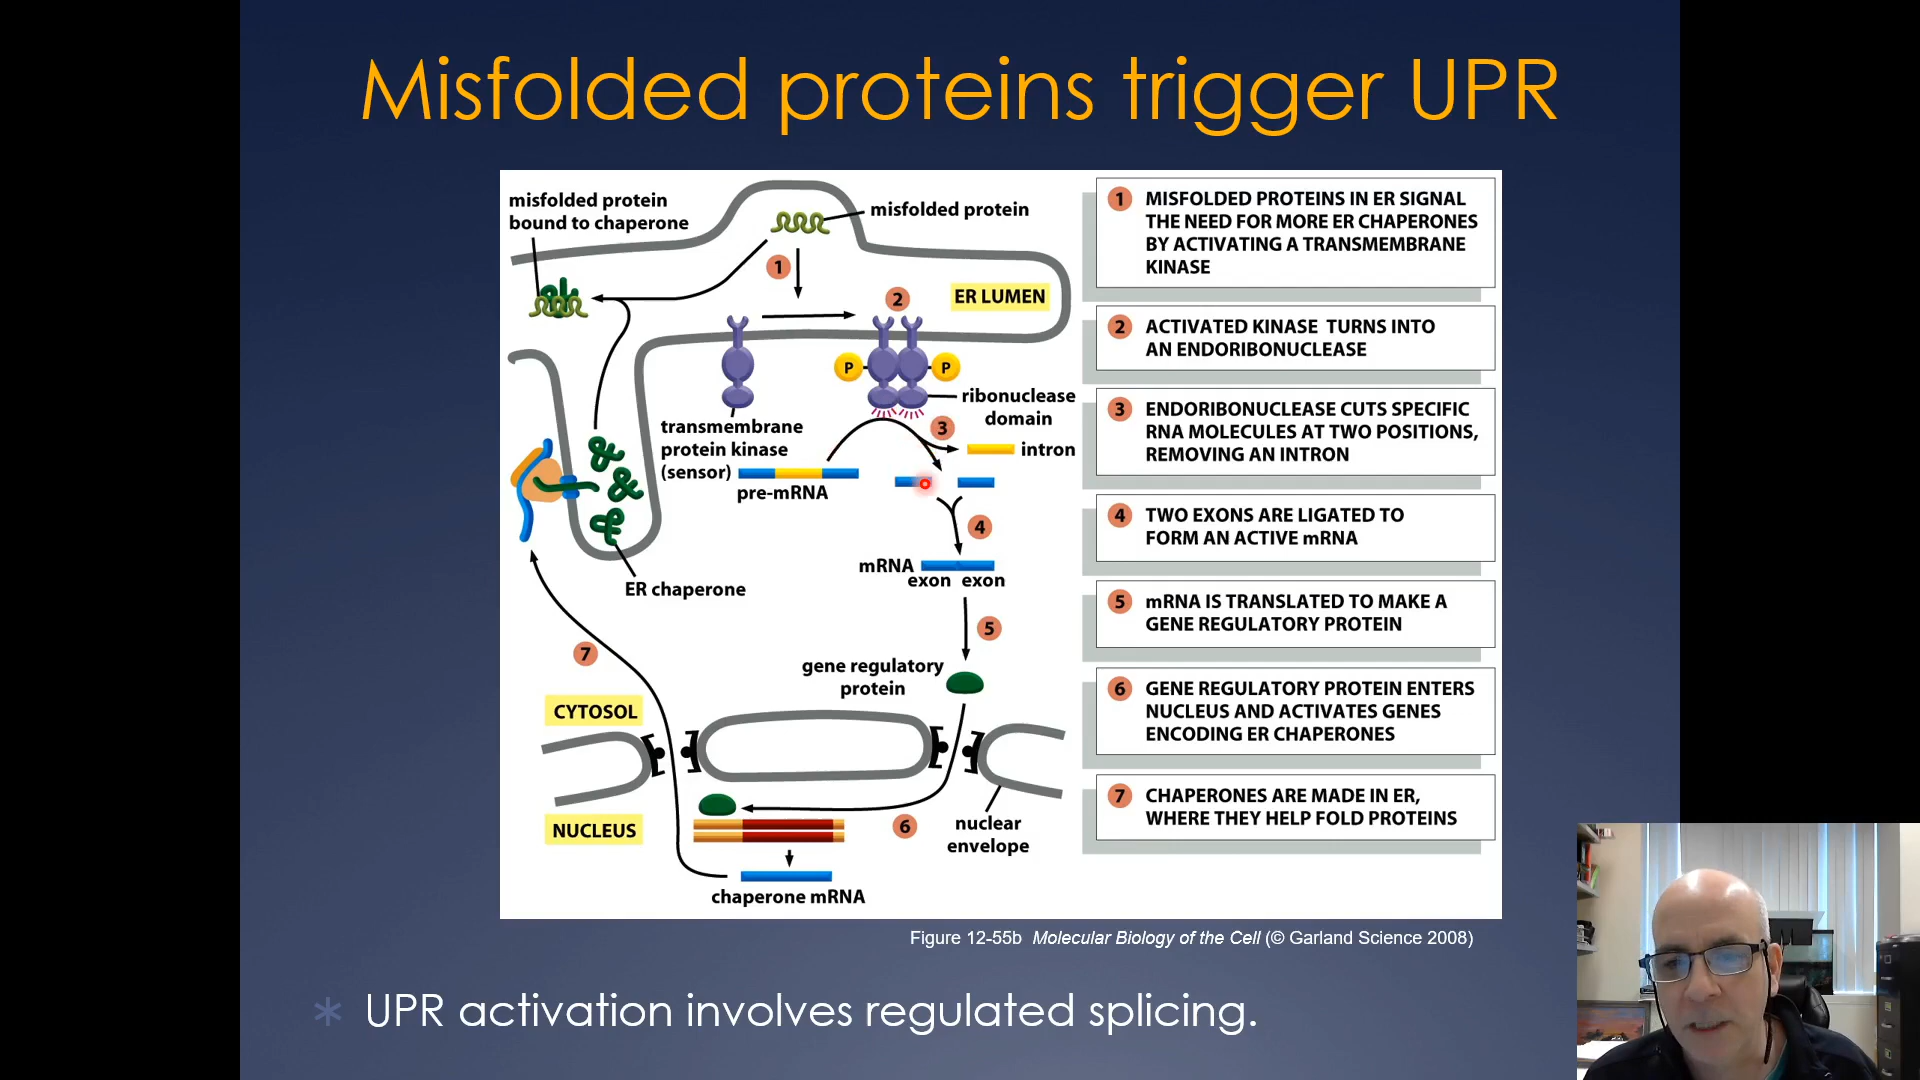 Misfolded proteins trigger UPR
misfolded protein
bound to chaperone
misfolded protein
1
2
ER LUMEN
P
P
ribonuclease
domain
transmembrane
protein kinase
(sensor)
3
intron
pre-mRNA
4
mRNA
exon exon
ER chaperone
5
7
gene regulatory
protein
CYTOSOL
NUCLEUS
6
nuclear
envelope
chaperone mRNA
1 MISFOLDED PROTEINS IN ER SIGNAL
THE NEED FOR MORE ER CHAPERONES
BY ACTIVATING A TRANSMEMBRANE
KINASE
2 ACTIVATED KINASE TURNS INTO
AN ENDORIBONUCLEASE
3 ENDORIBONUCLEASE CUTS SPECIFIC
RNA MOLECULES AT TWO POSITIONS,
REMOVING AN INTRON
4 TWO EXONS ARE LIGATED TO
FORM AN ACTIVE mRNA
5 mRNA IS TRANSLATED TO MAKE A
GENE REGULATORY PROTEIN
6 GENE REGULATORY PROTEIN ENTERS
NUCLEUS AND ACTIVATES GENES
ENCODING ER CHAPERONES
7 CHAPERONES ARE MADE IN ER,
WHERE THEY HELP FOLD PROTEINS
Figure 12-55b Molecular Biology of the Cell (© Garland Science 2008)
* UPR activation involves regulated splicing.